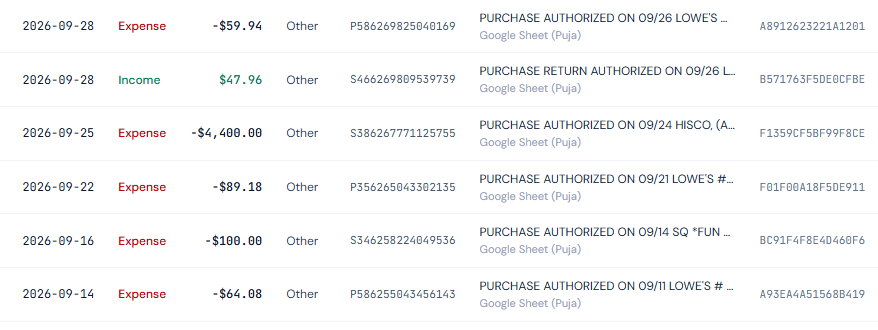 2026-09-28 Expense -$59.94 Other P586269825040169 PURCHASE AUTHORIZED ON 09/26 LOWE'S ... A8912623221A1201
Google Sheet (Puja)
2026-09-28 Income $47.96 Other S466269809539739 PURCHASE RETURN AUTHORIZED ON 09/26 L... B571763F5DE0CFBE
Google Sheet (Puja)
2026-09-25 Expense -$4,400.00 Other S386267771125755 PURCHASE AUTHORIZED ON 09/24 HISCO, (A... F1359CF5BF99F8CE
Google Sheet (Puja)
2026-09-22 Expense -$89.18 Other P356265043302135 PURCHASE AUTHORIZED ON 09/21 LOWE'S #... F01F00A18F5DE911
Google Sheet (Puja)
2026-09-16 Expense -$100.00 Other S346258224049536 PURCHASE AUTHORIZED ON 09/14 SQ *FUN ... BC91F4F8E4D460F6
Google Sheet (Puja)
2026-09-14 Expense -$64.08 Other P586255043456143 PURCHASE AUTHORIZED ON 09/11 LOWE'S # ... A93EA4A51568B419
Google Sheet (Puja)